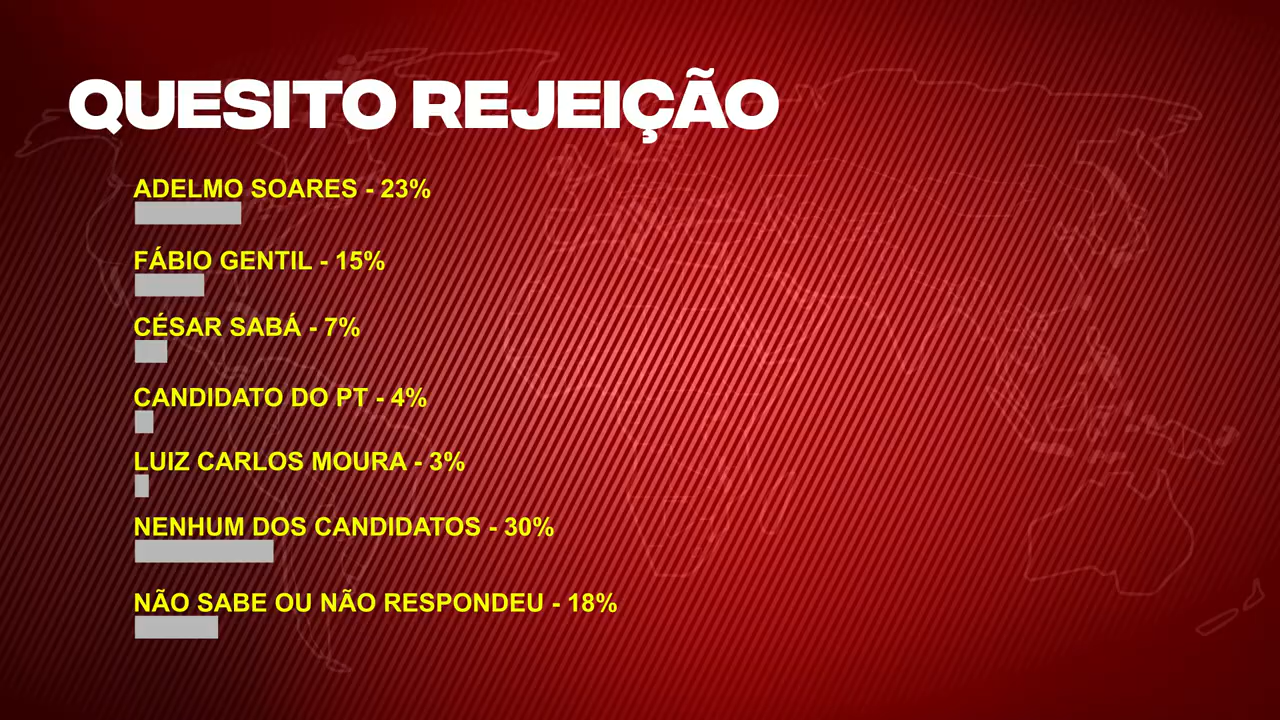 QUESITO REJEIÇÃO
ADELMO SOARES - 23%
FÁBIO GENTIL - 15%
CÉSAR SABÁ - 7%
CANDIDATO DO PT - 4%
LUIZ CARLOS MOURA - 3%
NENHUM DOS CANDIDATOS - 30%
NÃO SABE OU NÃO RESPONDEU - 18%